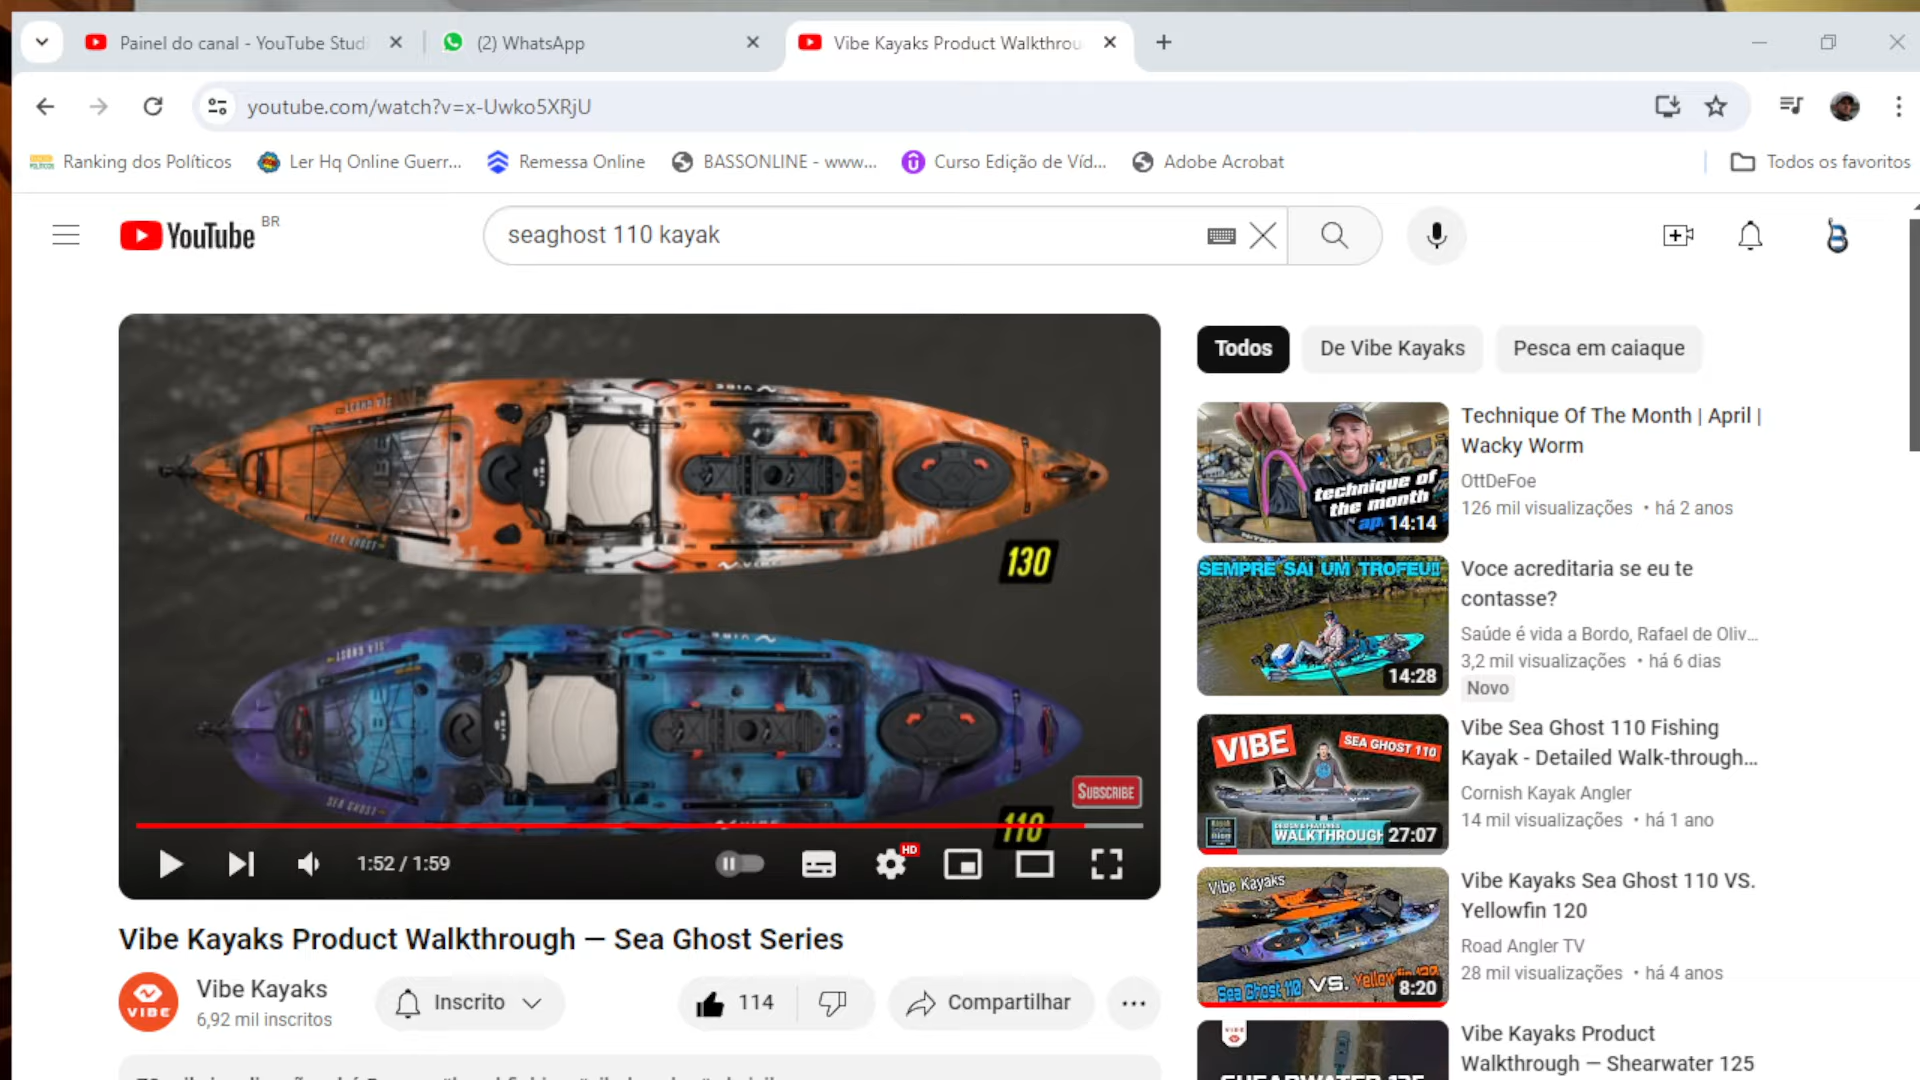 Painel do canal - YouTube Stud
(2) WhatsApp
Vibe Kayaks Product Walkthrou
youtube.com/watch?v=x-Uwko5XRjU
Ranking dos Políticos
Ler Hq Online Guerr...
Remessa Online
BASSONLINE - www...
Curso Edição de Víd...
Adobe Acrobat
Todos os favoritos
YouTube BR
seaghost 110 kayak
130
SEA GHOST
110
SUBSCRIBE
1:52 / 1:59
HD
Vibe Kayaks Product Walkthrough — Sea Ghost Series
VIBE
Vibe Kayaks
6,92 mil inscritos
Inscrito
114
Compartilhar
Todos
De Vibe Kayaks
Pesca em caiaque
technique of
the month
14:14
Technique Of The Month | April |
Wacky Worm
OttDeFoe
126 mil visualizações • há 2 anos
SEMPRE SAI UM TROFEU!!
14:28
Voce acreditaria se eu te
contasse?
Saúde é vida a Bordo, Rafael de Oliv...
3,2 mil visualizações • há 6 dias
Novo
VIBE
SEA GHOST 110
WALKTHROUGH
27:07
Vibe Sea Ghost 110 Fishing
Kayak - Detailed Walk-through...
Cornish Kayak Angler
14 mil visualizações • há 1 ano
Vibe Kayaks
Sea Ghost 110 VS.
8:20
Vibe Kayaks Sea Ghost 110 VS.
Yellowfin 120
Road Angler TV
28 mil visualizações • há 4 anos
Vibe Kayaks Product
Walkthrough — Shearwater 125